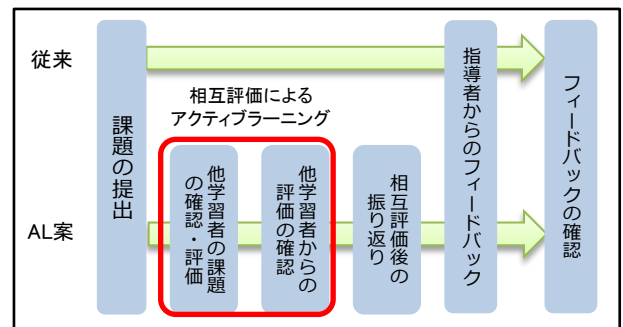 従来
相互評価による
アクティブラーニング
課題の提出
指導者からのフィードバック
フィードバックの確認
AL案
他学習者の課題
の確認・評価
他学習者からの
評価の確認
相互評価後の
振り返り